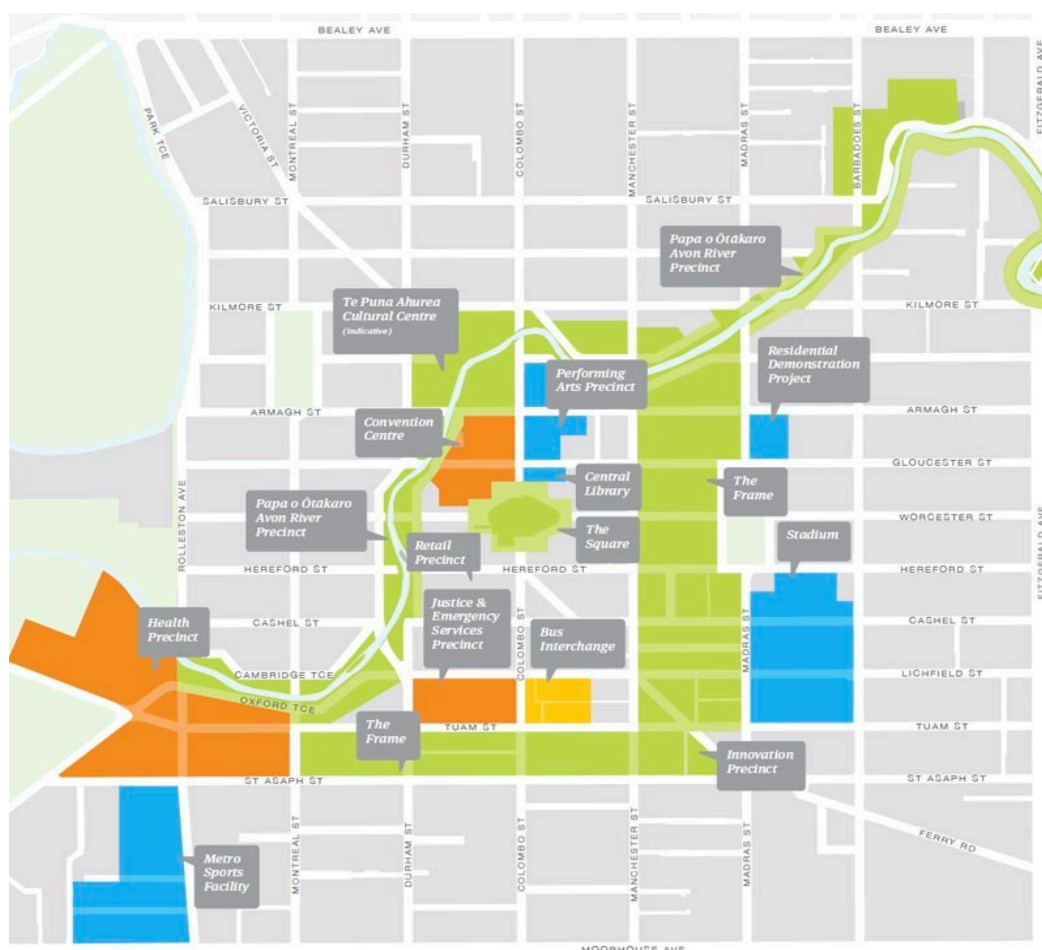 BEALEY AVE
BEALEY AVE
FITZGERALD AVE
PARK TCE
VICTORIA ST
MONTREAL ST
DURHAM ST
COLOMBO ST
MANCHESTER ST
MADRAS ST
BARBADOES ST
SALISBURY ST
SALISBURY ST
Papa o Ōtākaro
Avon River
Precinct
Te Puna Ahurea
Cultural Centre
(indicative)
KILMORE ST
KILMORE ST
Residential
Demonstration
Project
Performing
Arts Precinct
ARMAGH ST
ARMAGH ST
Convention
Centre
GLOUCESTER ST
Central
Library
The
Frame
ROLLESTON AVE
Papa o Ōtākaro
Avon River
Precinct
WORCESTER ST
The
Square
Stadium
FITZGERALD AVE
Retail
Precinct
HEREFORD ST
HEREFORD ST
HEREFORD ST
Health
Precinct
CASHEL ST
Justice &
Emergency
Services
Precinct
COLOMBO ST
Bus
Interchange
MADRAS ST
CASHEL ST
CAMBRIDGE TCE
LICHFIELD ST
OXFORD TCE
The
Frame
TUAM ST
TUAM ST
Innovation
Precinct
ST ASAPH ST
ST ASAPH ST
FERRY RD
Metro
Sports
Facility
MONTREAL ST
DURHAM ST
COLOMBO ST
MANCHESTER ST
MADRAS ST
MOORHOUSE AVE